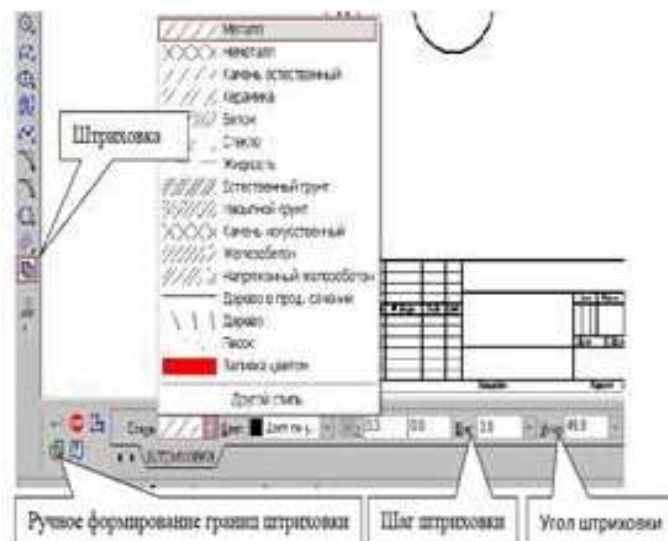 Металл
Неметалл
Камень естественный
Керамика
Бетон
Стекло
Жидкость
Естественный грунт
Насыпной грунт
Камень искусственный
Железобетон
Напряженный железобетон
Дерево в прод. сечении
Дерево
Песок
Заливка цветом
Другой стиль
Штриховка
Штриховка
Ручное формирование границ штриховки
Шаг штриховки
Угол штриховки